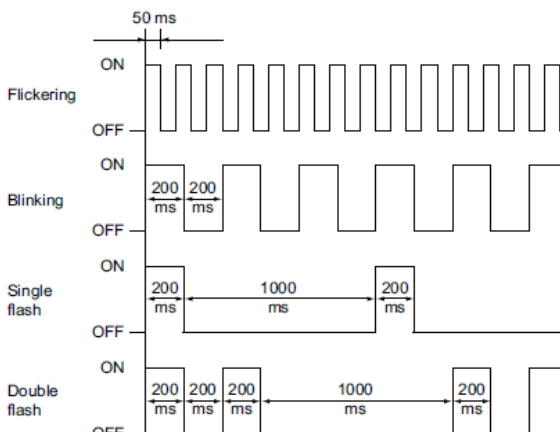 50 ms
ON
Flickering
OFF
ON
Blinking
200 200
ms ms
OFF
ON
Single
flash
200 1000 200
ms ms ms
OFF
ON
Double
flash
200 200 200 1000 200
ms ms ms ms ms
OFF